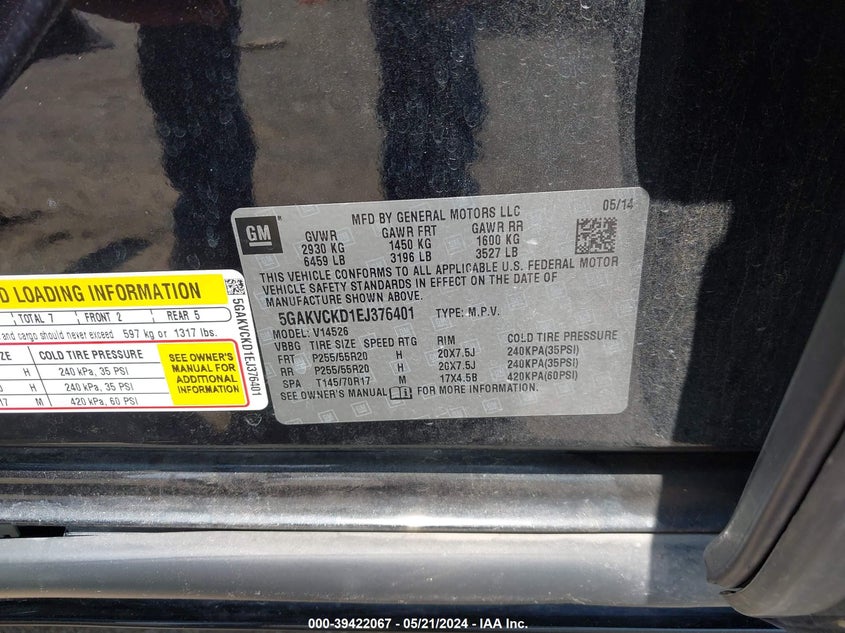 GM
MFD BY GENERAL MOTORS LLC
05/14
GVWR GAWR FRT GAWR RR
2930 KG 1450 KG 1600 KG
6459 LB 3196 LB 3527 LB
THIS VEHICLE CONFORMS TO ALL APPLICABLE U.S. FEDERAL MOTOR
VEHICLE SAFETY STANDARDS IN EFFECT ON THE DATE OF
MANUFACTURE SHOWN ABOVE.
5GAKVCKD1EJ376401 TYPE: M.P.V.
MODEL: V14526
VBBG TIRE SIZE SPEED RTG RIM COLD TIRE PRESSURE
FRT P255/55R20 H 20X7.5J 240KPA(35PSI)
RR P255/55R20 H 20X7.5J 240KPA(35PSI)
SPA T145/70R17 M 17X4.5B 420KPA(60PSI)
SEE OWNER'S MANUAL FOR MORE INFORMATION.
D LOADING INFORMATION
TOTAL 7 FRONT 2 REAR 5
and cargo should never exceed 597 kg or 1317 lbs.
ZE COLD TIRE PRESSURE
H 240 kPa, 35 PSI
0 H 240 kPa, 35 PSI
17 M 420 kPa, 60 PSI
SEE OWNER'S
MANUAL FOR
ADDITIONAL
INFORMATION
5GAKVCKD1EJ376401
000-39422067 - 05/21/2024 - IAA Inc.